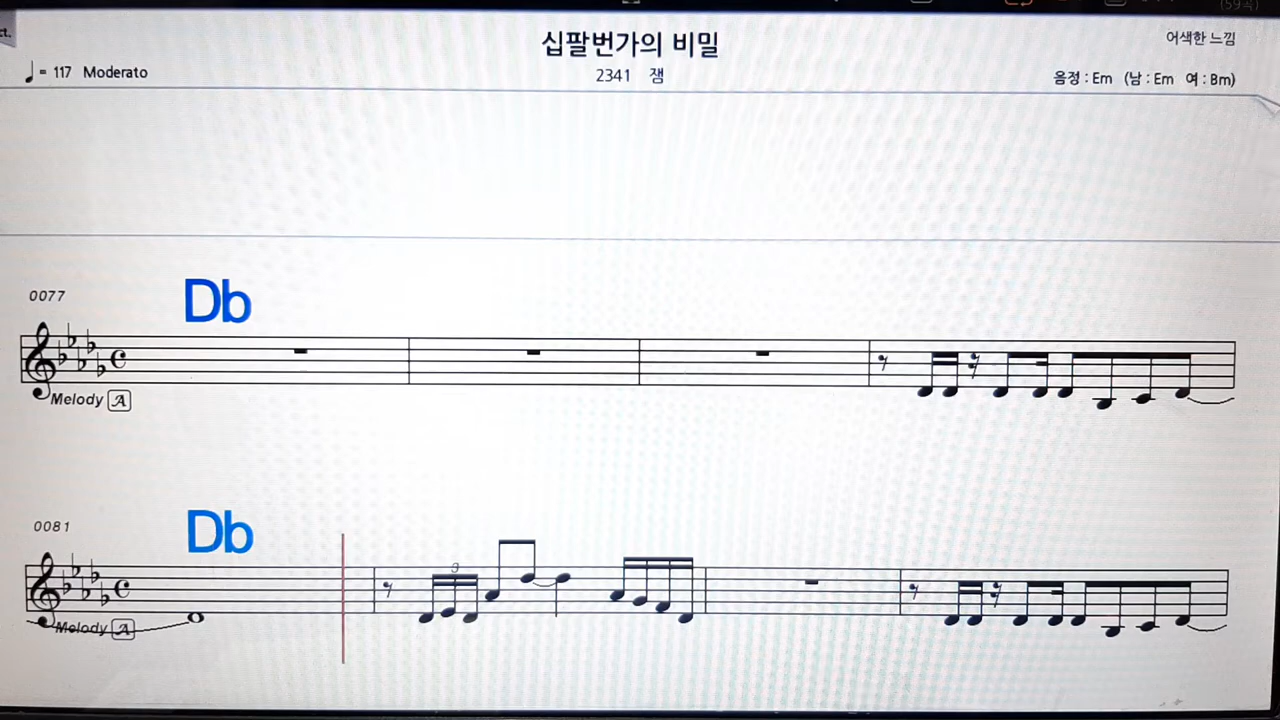 십팔번가의 비밀
어색한 느낌
♩ = 117 Moderato
2341 잼
음정 : Em (남 : Em 여 : Bm)
0077
Db
Melody A
0081
Db
3
Melody A